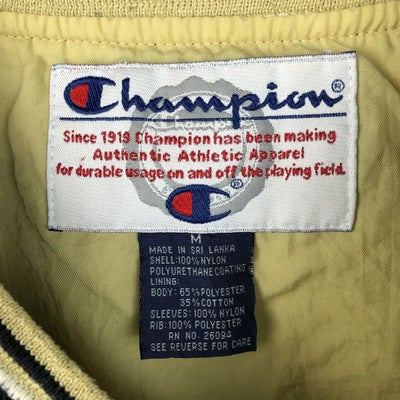 Champion®
Since 1919 Champion has been making
Authentic Athletic Apparel
for durable usage on and off the playing field.
®
M
MADE IN SRI LANKA
SHELL:100% NYLON
POLYURETHANE COATING
LINING:
BODY: 65% POLYESTER
35% COTTON
SLEEVES: 100% NYLON
RIB: 100% POLYESTER
RN NO. 26094
SEE REVERSE FOR CARE